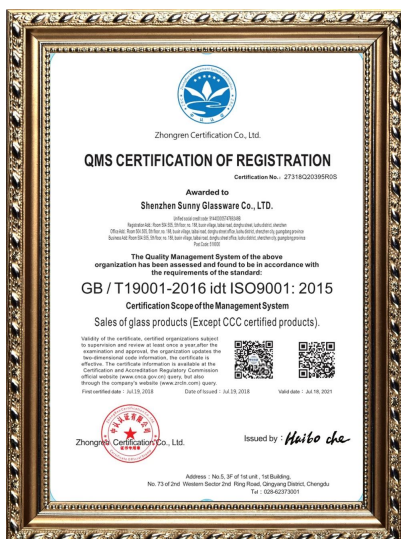 Zhongren Certification Co., Ltd.
QMS CERTIFICATION OF REGISTRATION
Certification No.: 27318Q20395R0S
Awarded to
Shenzhen Sunny Glassware Co., LTD.
The Quality Management System of the above
organization has been assessed and found to be in accordance with
the requirements of the standard:
GB / T19001-2016 idt ISO9001: 2015
Certification Scope of the Management System
Sales of glass products (Except CCC certified products).
Validity of the certificate, certified organizations subject
to supervision and review at least once a year.after the
examination and approval, the organization updates the
two-dimensional code information, the certificate is
effective. The certificate information is available at the
Certification and Accreditation Regulatory Commission
official website (www.cnca.gov.cn) query, but also
through the company's website (www.zrcln.com) query.
First certified date : Jul.19, 2018 Date of Issued : Jul.19, 2018 Valid date : Jul.18, 2021
Zhongren Certification Co., Ltd.
Issued by : Haibo che
Address : No.5, 3F of 1st unit , 1st Building,
No. 73 of 2nd Western Sector 2nd Ring Road, Qingyang District, Chengdu
Tel : 028-62373001